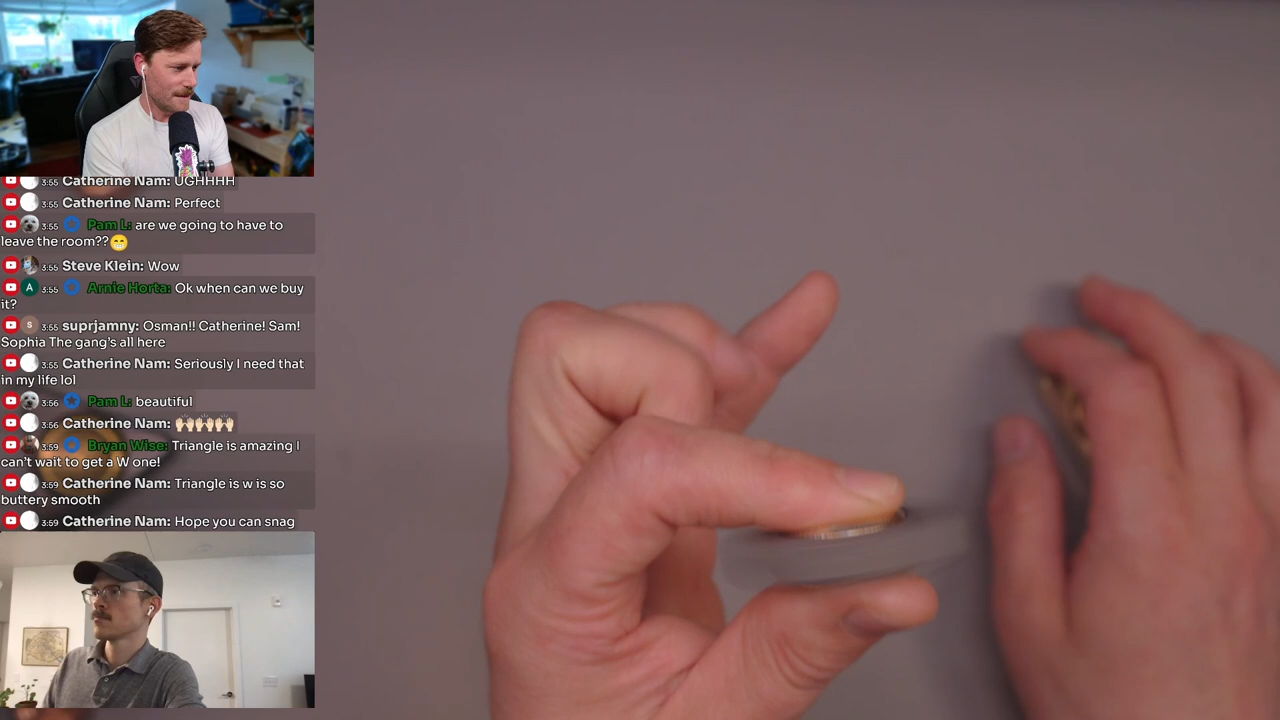 3:55 Catherine Nam: UGHHHH
3:55 Catherine Nam: Perfect
3:55 Pam L: are we going to have to
leave the room??😁
3:55 Steve Klein: Wow
A 3:55 Arnie Horta: Ok when can we buy
it?
s 3:55 suprjamny: Osman!! Catherine! Sam!
Sophia The gang's all here
3:55 Catherine Nam: Seriously I need that
in my life lol
3:56 Pam L: beautiful
3:56 Catherine Nam: 🙌🏻🙌🏻🙌🏻🙌🏻
3:59 Bryan Wise: Triangle is amazing I
can't wait to get a W one!
3:59 Catherine Nam: Triangle is w is so
buttery smooth
3:59 Catherine Nam: Hope you can snag